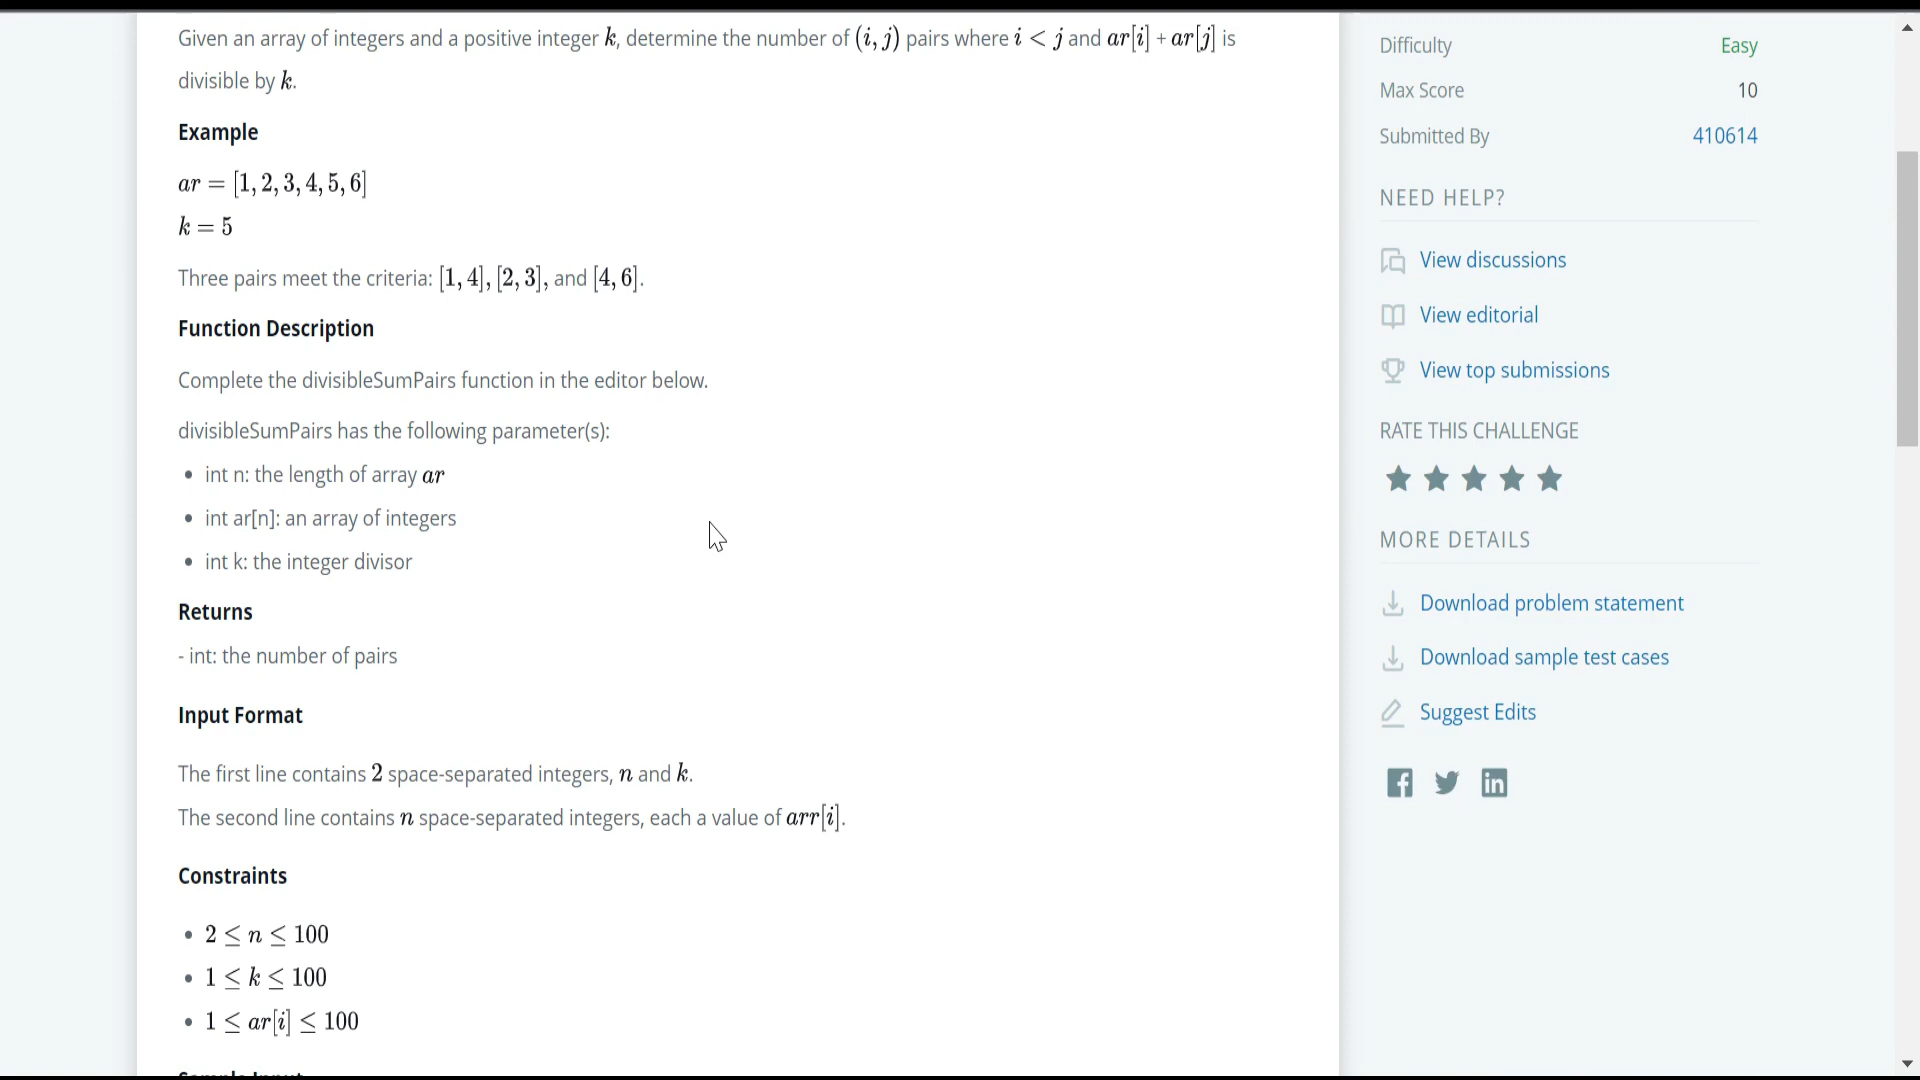 Given an array of integers and a positive integer k, determine the number of (i, j) pairs where i < j and ar[i] + ar[j] is
divisible by k.
Example
ar = [1, 2, 3, 4, 5, 6]
k = 5
Three pairs meet the criteria: [1, 4], [2, 3], and [4, 6].
Function Description
Complete the divisibleSumPairs function in the editor below.
divisibleSumPairs has the following parameter(s):
• int n: the length of array ar
• int ar[n]: an array of integers
• int k: the integer divisor
Returns
- int: the number of pairs
Input Format
The first line contains 2 space-separated integers, n and k.
The second line contains n space-separated integers, each a value of arr[i].
Constraints
• 2 ≤ n ≤ 100
• 1 ≤ k ≤ 100
• 1 ≤ ar[i] ≤ 100
Difficulty Easy
Max Score 10
Submitted By 410614
NEED HELP?
View discussions
View editorial
View top submissions
RATE THIS CHALLENGE
MORE DETAILS
Download problem statement
Download sample test cases
Suggest Edits